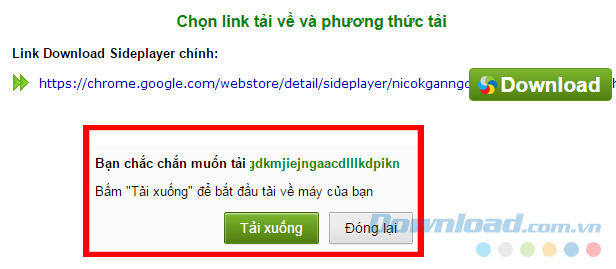 Chọn link tải về và phương thức tải
Link Download Sideplayer chính:
https://chrome.google.com/webstore/detail/sideplayer/nicokganngo Download
Bạn chắc chắn muốn tải gdkmjiejngaacdlllkdpikn
Bấm "Tải xuống" để bắt đầu tải về máy của bạn
Tải xuống Đóng lại
Download.com.vn